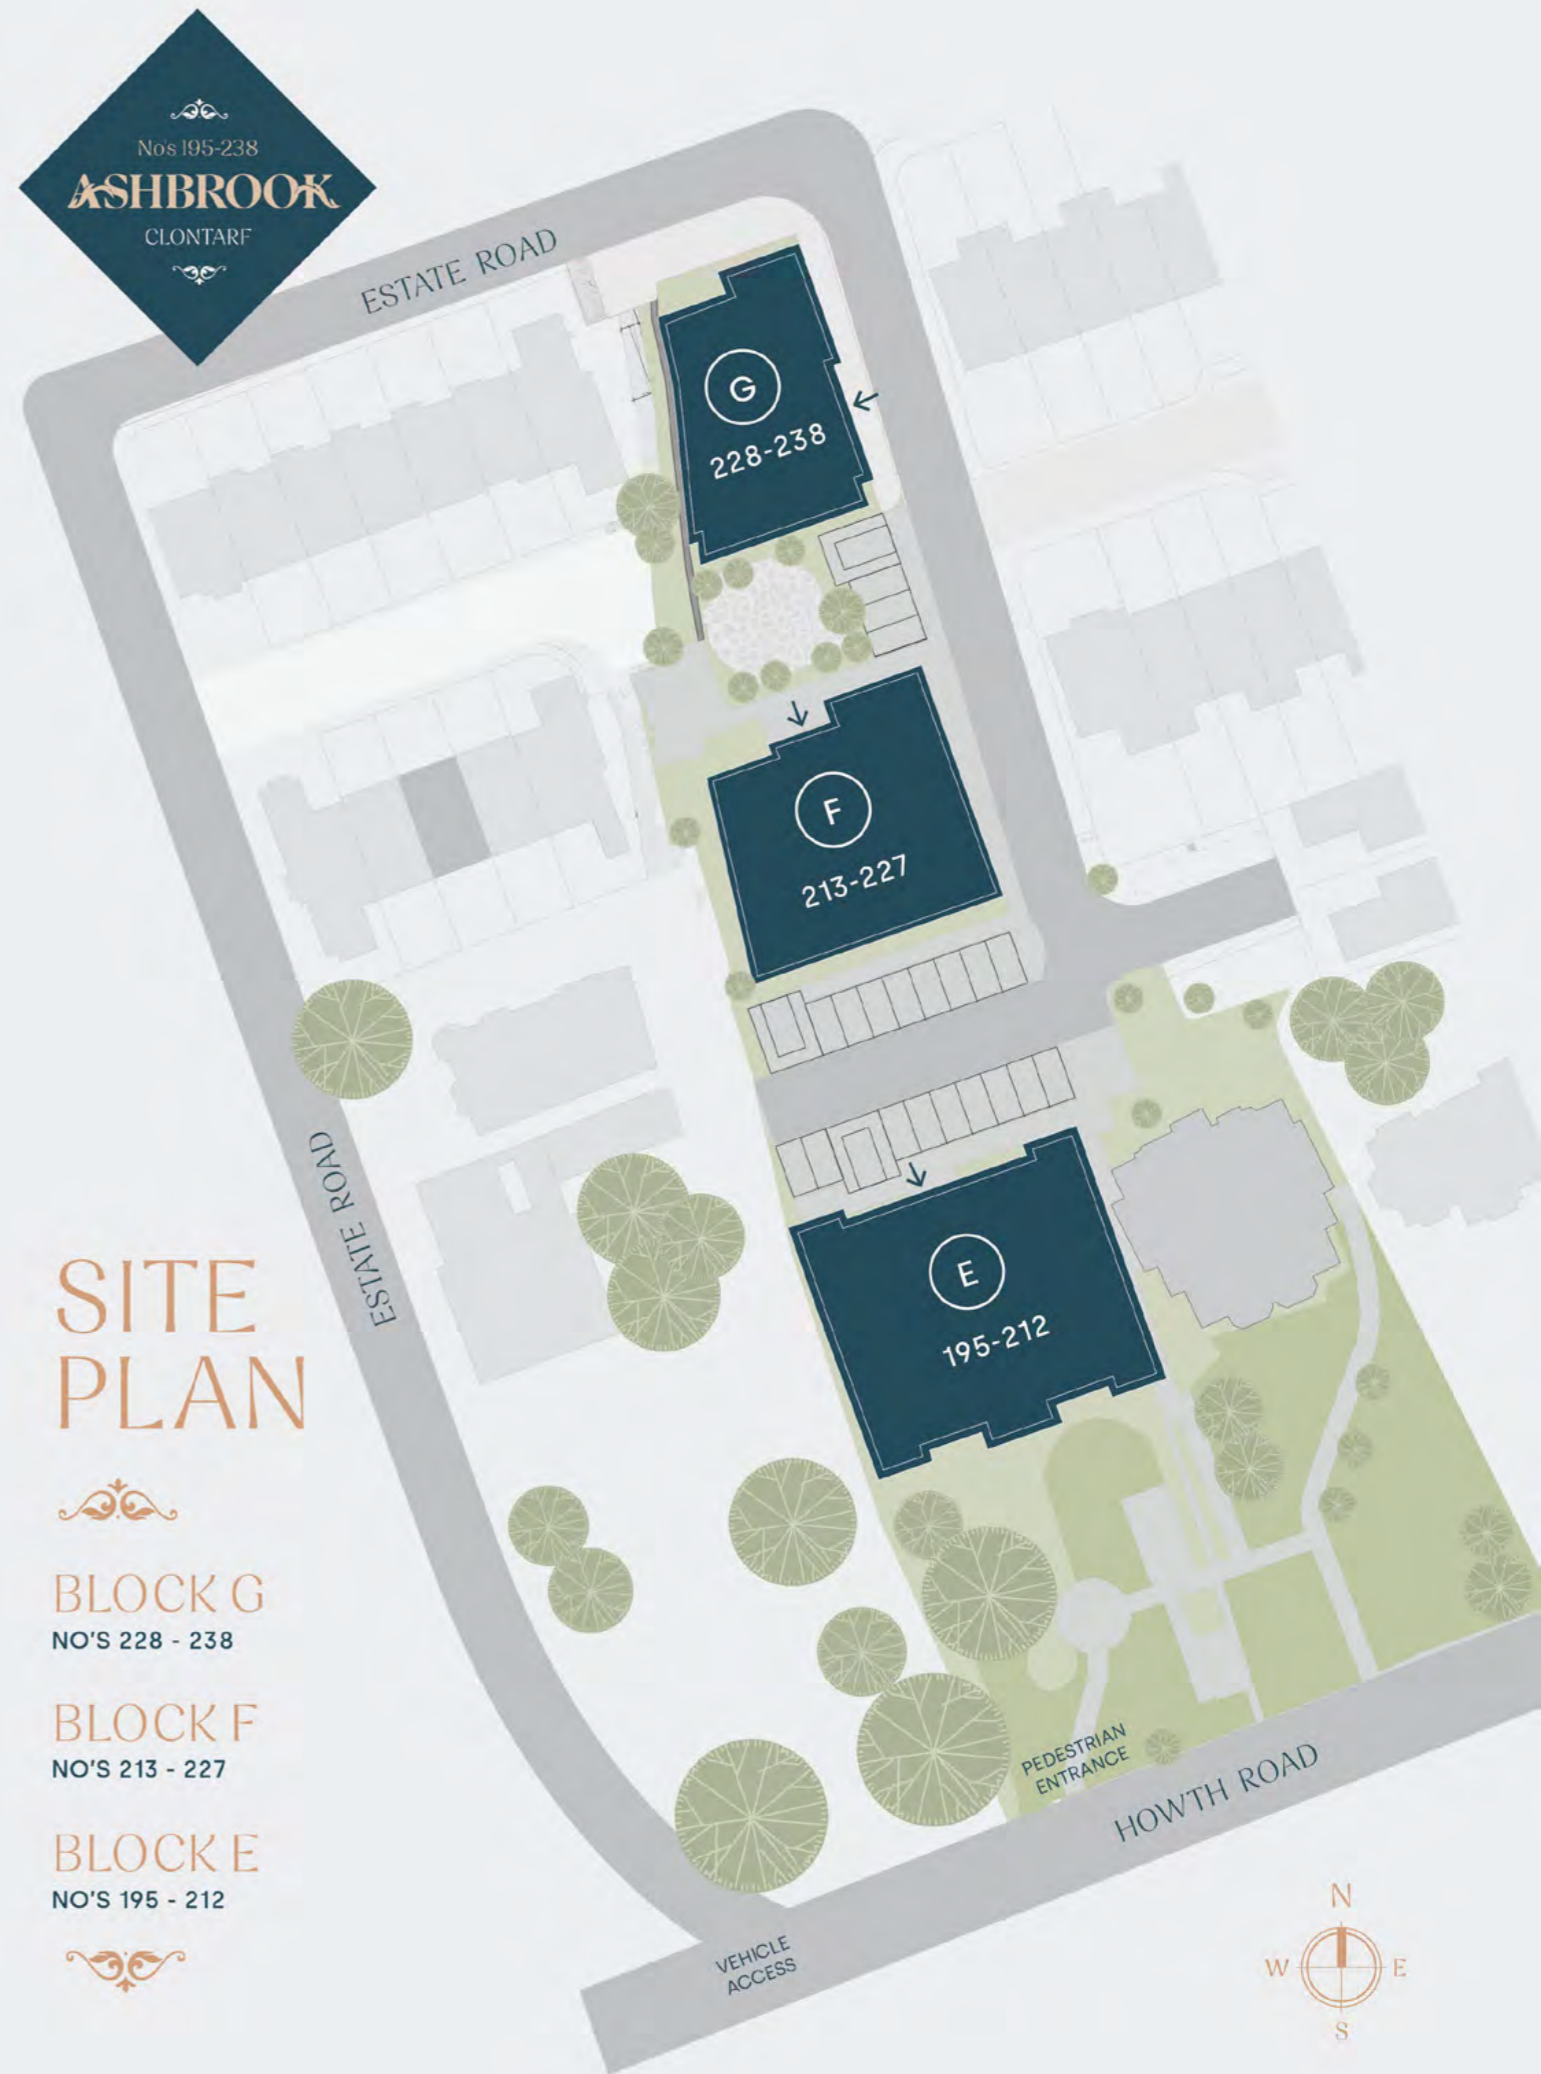 No's 195-238
ASHBROOK
CLONTARF
ESTATE ROAD
G
228-238
F
213-227
E
195-212
ESTATE ROAD
SITE
PLAN
BLOCK G
NO'S 228 - 238
BLOCK F
NO'S 213 - 227
BLOCK E
NO'S 195 - 212
PEDESTRIAN
ENTRANCE
HOWTH ROAD
VEHICLE
ACCESS
N
W E
S